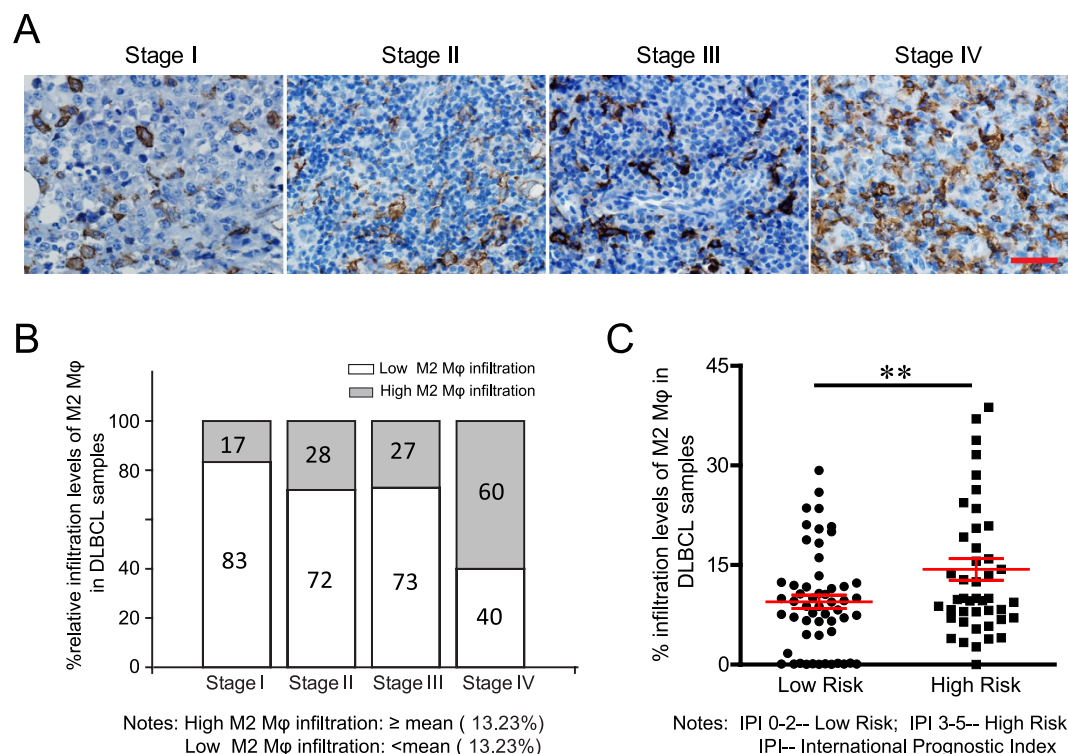 A
Stage I Stage II Stage III Stage IV
B
%relative infiltration levels of M2 Mφ
in DLBCL samples
Low M2 Mφ infiltration
High M2 Mφ infiltration
100
80
60
40
20
0
17 28 27 60
83 72 73 40
Stage I Stage II Stage III Stage IV
Notes: High M2 Mφ infiltration: ≥ mean ( 13.23%)
Low M2 Mφ infiltration: <mean ( 13.23%)
C
% infiltration levels of M2 Mφ in
DLBCL samples
45
30
15
0
**
Low Risk High Risk
Notes: IPI 0-2-- Low Risk; IPI 3-5-- High Risk
IPI-- International Prognostic Index